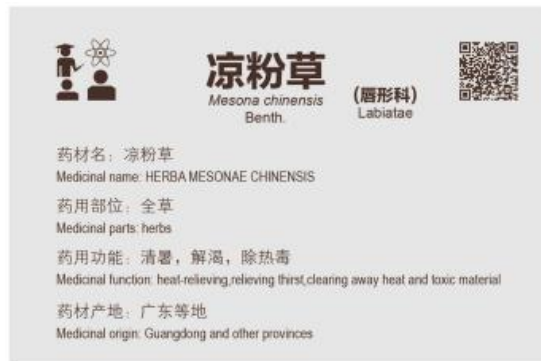 凉粉草
Mesona chinensis
Benth.
(唇形科)
Labiatae
药材名：凉粉草
Medicinal name: HERBA MESONAE CHINENSIS
药用部位：全草
Medicinal parts: herbs
药用功能：清暑，解渴，除热毒
Medicinal function: heat-relieving,relieving thirst,clearing away heat and toxic material
药材产地：广东等地
Medicinal origin: Guangdong and other provinces